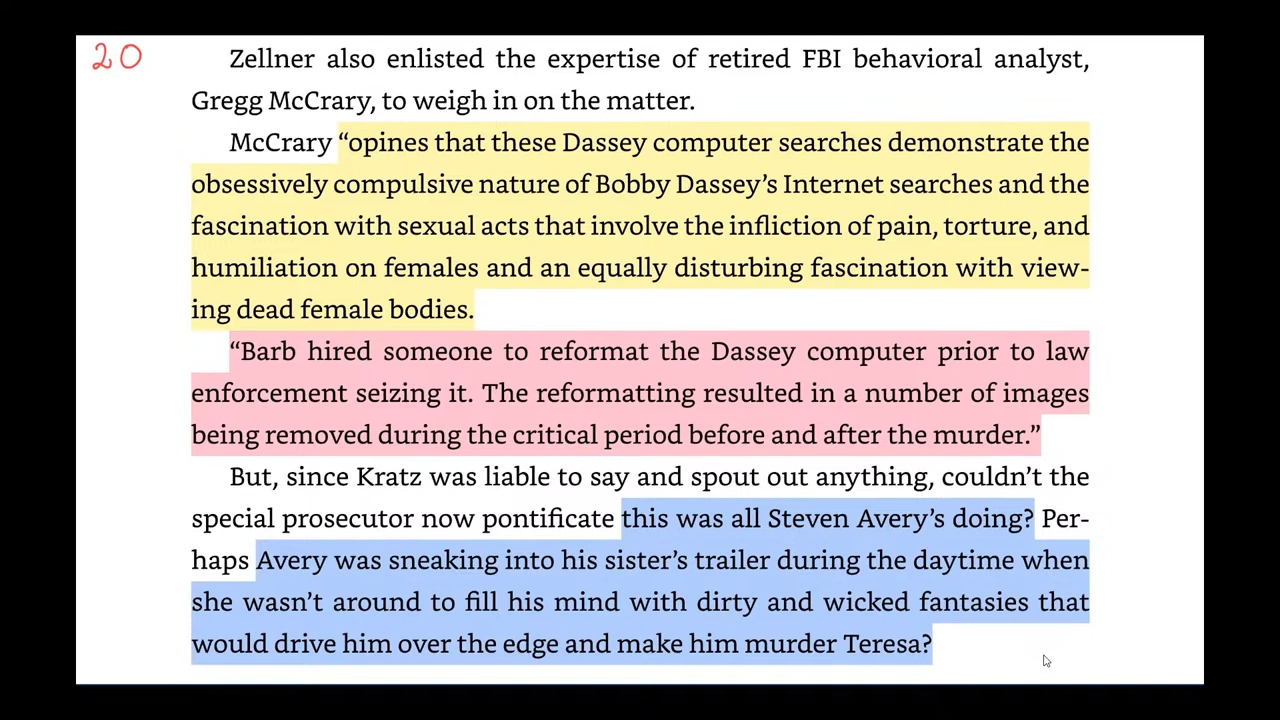 20
Zellner also enlisted the expertise of retired FBI behavioral analyst,
Gregg McCrary, to weigh in on the matter.
McCrary “opines that these Dassey computer searches demonstrate the
obsessively compulsive nature of Bobby Dassey’s Internet searches and the
fascination with sexual acts that involve the infliction of pain, torture, and
humiliation on females and an equally disturbing fascination with view-
ing dead female bodies.
“Barb hired someone to reformat the Dassey computer prior to law
enforcement seizing it. The reformatting resulted in a number of images
being removed during the critical period before and after the murder.”
But, since Kratz was liable to say and spout out anything, couldn’t the
special prosecutor now pontificate this was all Steven Avery’s doing? Per-
haps Avery was sneaking into his sister’s trailer during the daytime when
she wasn’t around to fill his mind with dirty and wicked fantasies that
would drive him over the edge and make him murder Teresa?